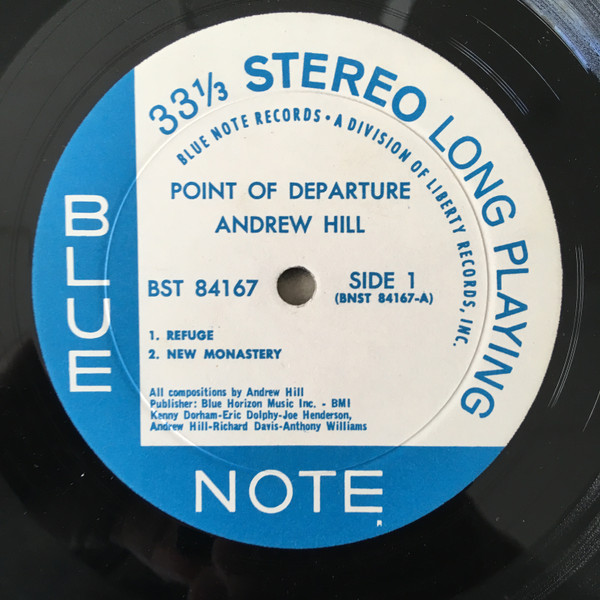 33⅓ STEREO LONG PLAYING
BLUE NOTE RECORDS • A DIVISION OF LIBERTY RECORDS, INC.
POINT OF DEPARTURE
ANDREW HILL
BST 84167
SIDE 1
(BNST 84167-A)
1. REFUGE
2. NEW MONASTERY
All compositions by Andrew Hill
Publisher: Blue Horizon Music Inc. - BMI
Kenny Dorham-Eric Dolphy-Joe Henderson,
Andrew Hill-Richard Davis-Anthony Williams
BLUE
NOTE
R